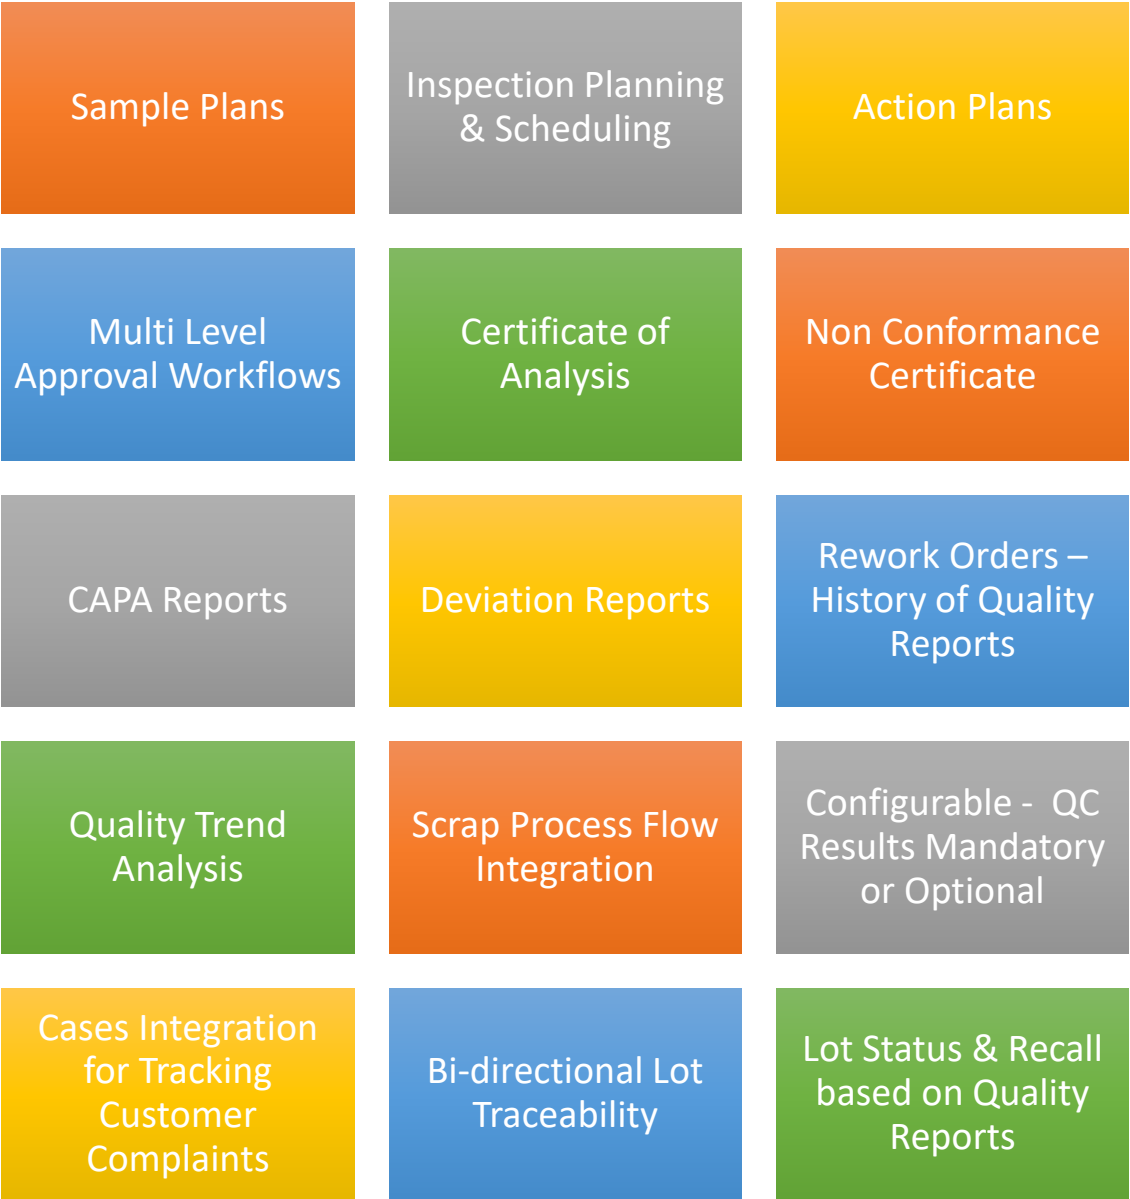 Sample Plans
Inspection Planning
& Scheduling
Action Plans
Multi Level
Approval Workflows
Certificate of
Analysis
Non Conformance
Certificate
CAPA Reports
Deviation Reports
Rework Orders –
History of Quality
Reports
Quality Trend
Analysis
Scrap Process Flow
Integration
Configurable -  QC
Results Mandatory
or Optional
Cases Integration
for Tracking
Customer
Complaints
Bi-directional Lot
Traceability
Lot Status & Recall
based on Quality
Reports